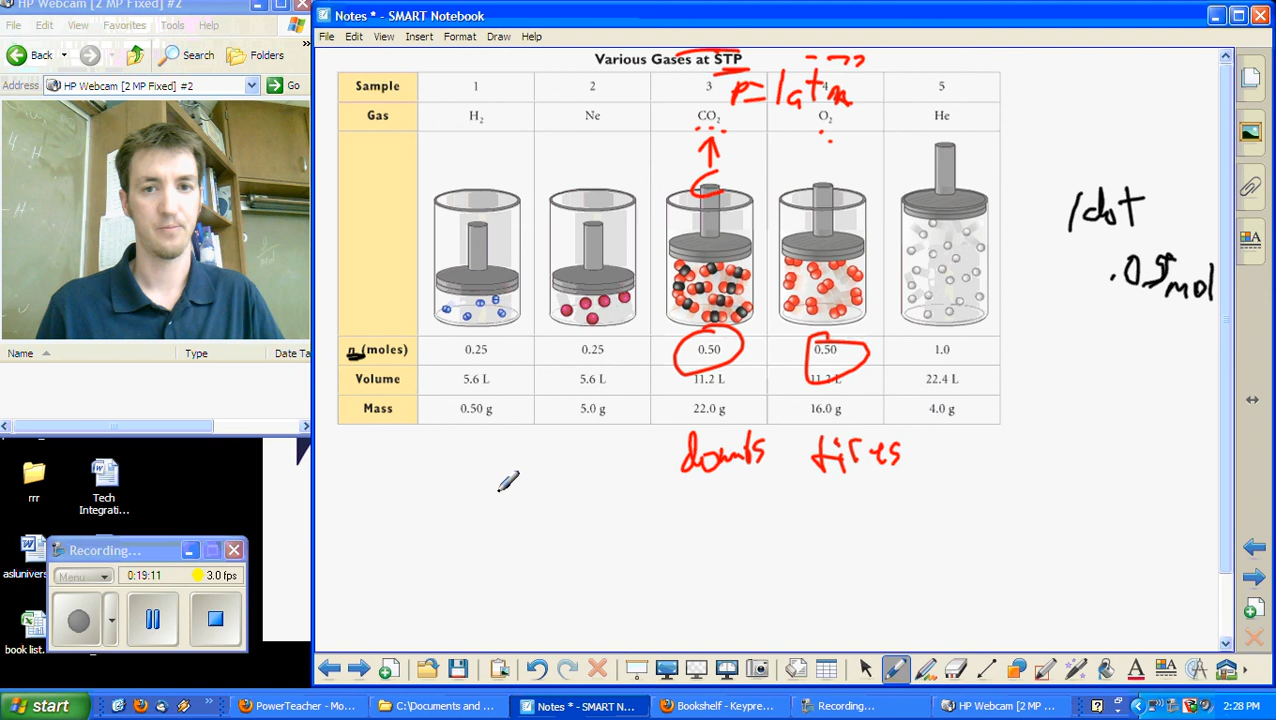 HP Webcam [2 MP Fixed] #2
File Edit View Favorites Tools Help
Back Search Folders
Address HP Webcam [2 MP Fixed] #2 Go
Name Type Date Ta
rrr
Tech
Integrati...
aslunivers
book list.
Recording...
Menu 0:19:11 3.0 fps
Notes * - SMART Notebook
File Edit View Insert Format Draw Help
Various Gases at STP
P=1atm
Sample 1 2 3 4 5
Gas H₂ Ne CO₂ O₂ He
1 dot
.05 mol
n (moles) 0.25 0.25 0.50 0.50 1.0
Volume 5.6 L 5.6 L 11.2 L 11.2 L 22.4 L
Mass 0.50 g 5.0 g 22.0 g 16.0 g 4.0 g
donuts tires
start PowerTeacher - Mo... C:\Documents and ... Notes * - SMART N... Bookshelf - Keypre... Recording... HP Webcam [2 MP ... 2:28 PM